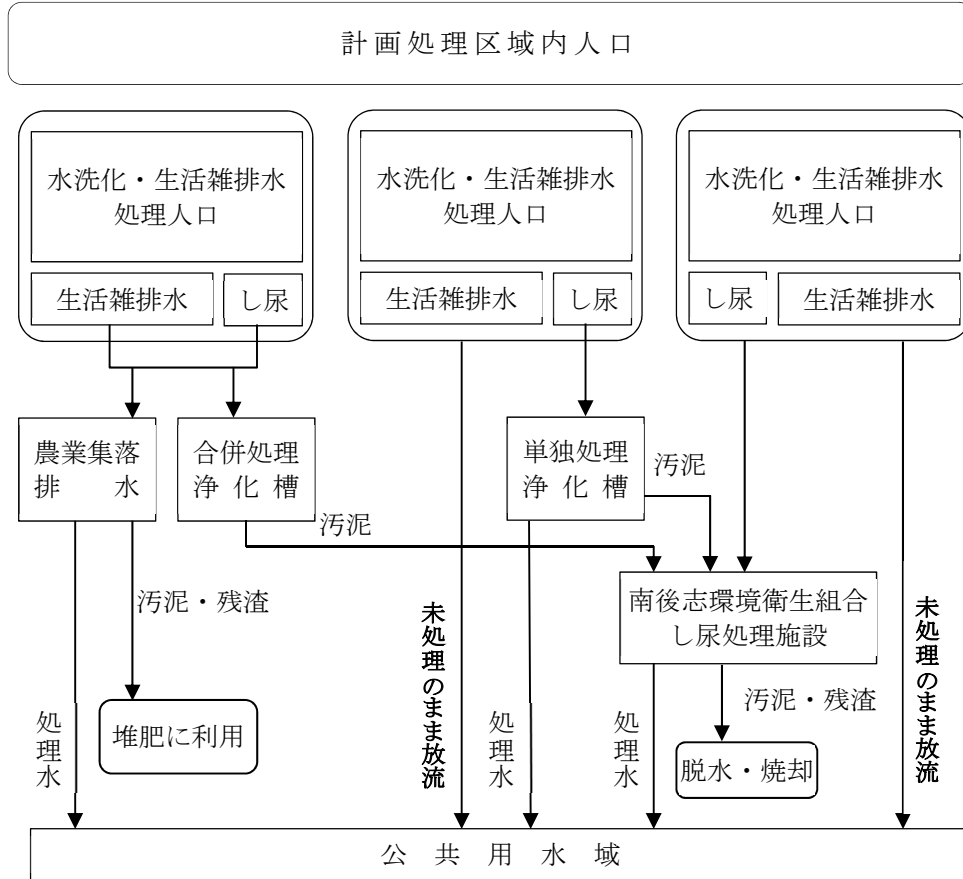 計画処理区域内人口
水洗化・生活雑排水
処理人口
水洗化・生活雑排水
処理人口
水洗化・生活雑排水
処理人口
生活雑排水
し尿
生活雑排水
し尿
し尿
生活雑排水
農業集落
排水
合併処理
浄化槽
単独処理
浄化槽
汚泥
汚泥
汚泥・残渣
南後志環境衛生組合
し尿処理施設
未処理のまま放流
未処理のまま放流
堆肥に利用
汚泥・残渣
処理水
処理水
処理水
脱水・焼却
公共用水域